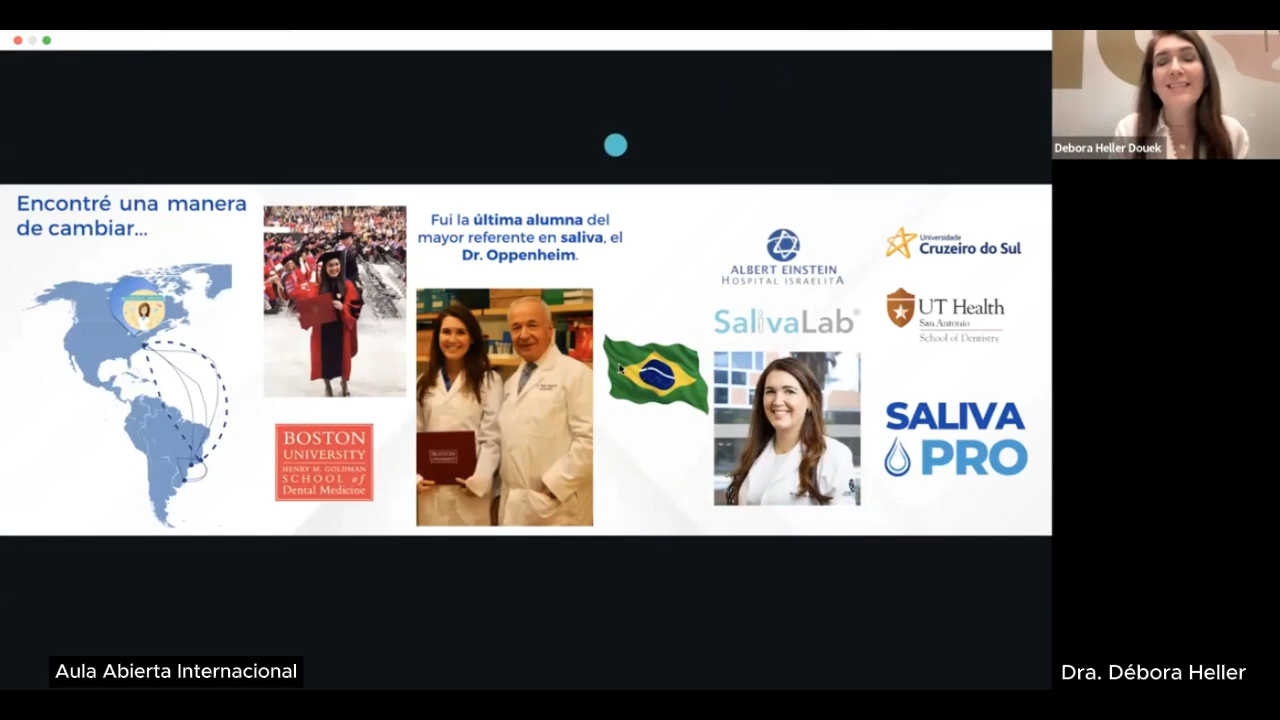 Encontré una manera
de cambiar...
BOSTON
UNIVERSITY
HENRY M. GOLDMAN
SCHOOL of
Dental Medicine
Fui la última alumna del
mayor referente en saliva, el
Dr. Oppenheim.
ALBERT EINSTEIN
HOSPITAL ISRAELITA
SalivaLab®
Universidade
Cruzeiro do Sul
UT Health
San Antonio
School of Dentistry
SALIVA
PRO
Debora Heller Douek
Aula Abierta Internacional
Dra. Débora Heller